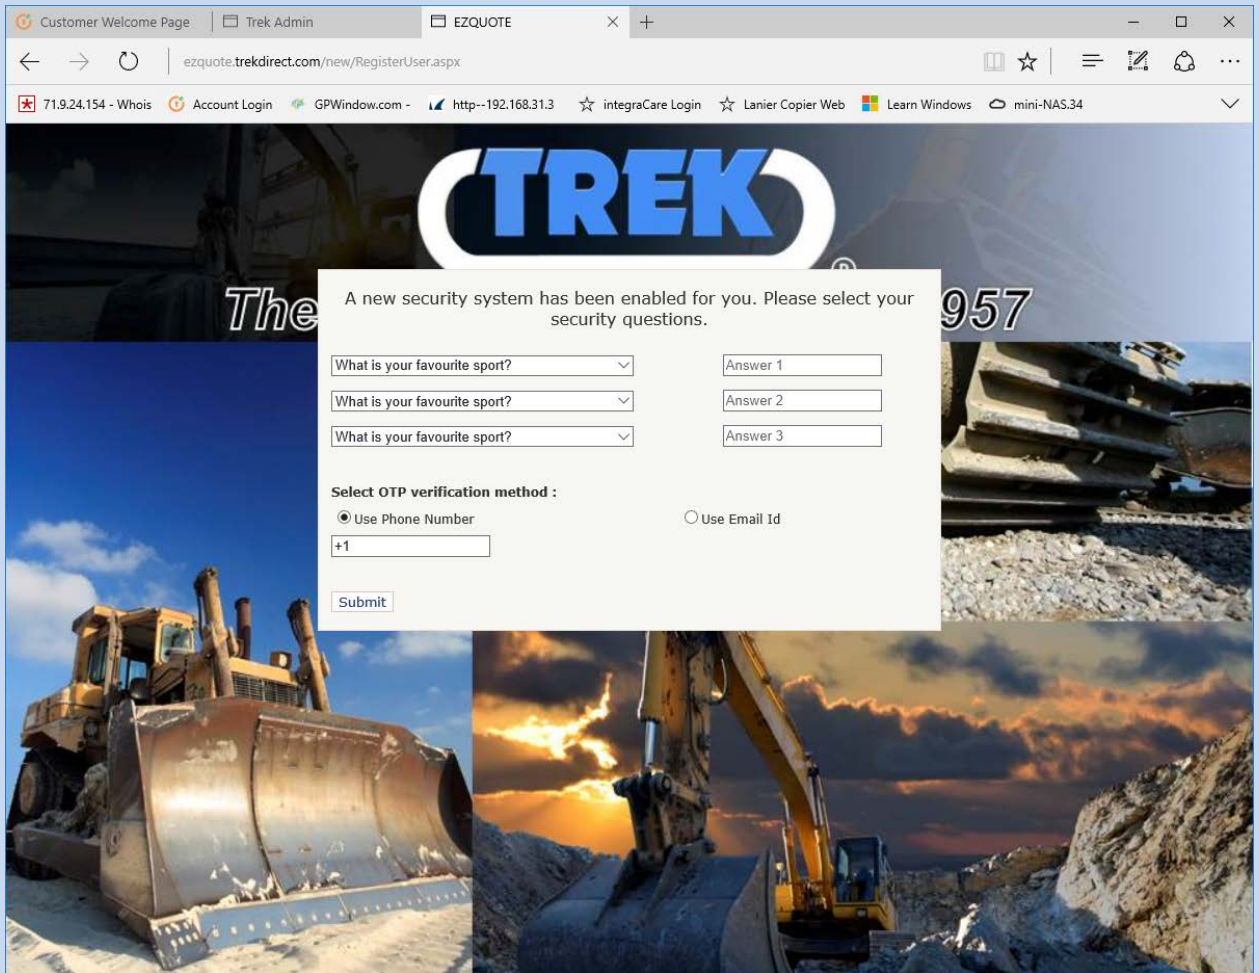 Customer Welcome Page
Trek Admin
EZQUOTE
ezquote.trekdirect.com/new/RegisterUser.aspx
71.9.24.154 - Whois
Account Login
GPWindow.com -
http--192.168.31.3
integraCare Login
Lanier Copier Web
Learn Windows
mini-NAS.34
TREK
®
The
957
A new security system has been enabled for you. Please select your
security questions.
What is your favourite sport? Answer 1
What is your favourite sport? Answer 2
What is your favourite sport? Answer 3
Select OTP verification method :
Use Phone Number Use Email Id
+1
Submit